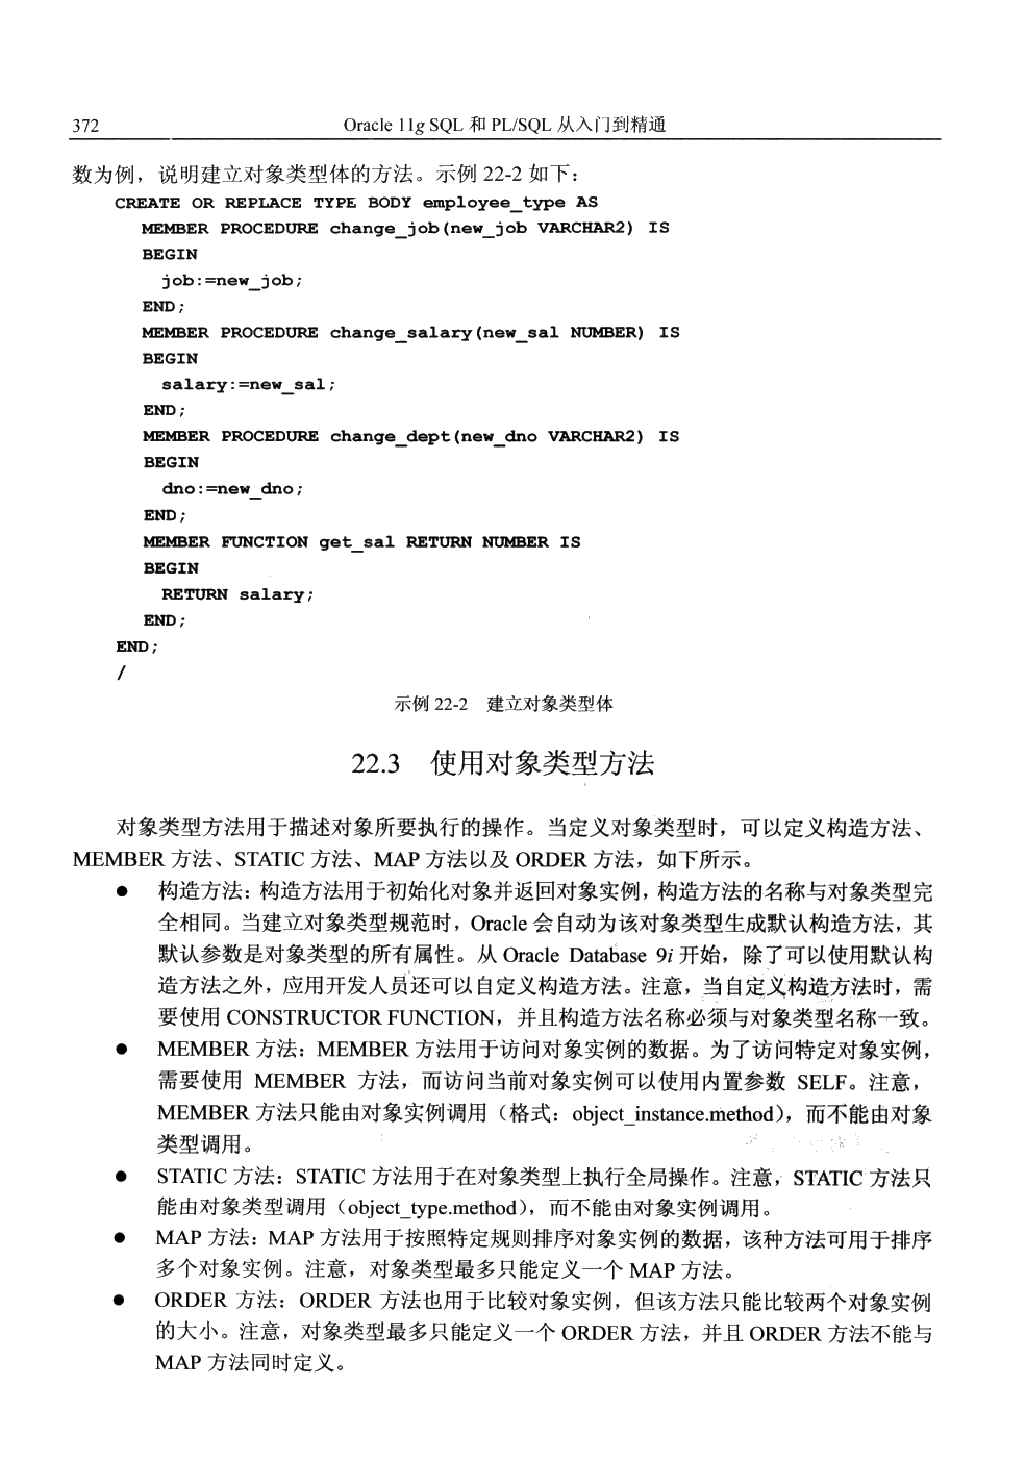 372 Oracle 11g SQL 和 PL/SQL 从入门到精通
数为例，说明建立对象类型体的方法。示例 22-2 如下：
CREATE OR REPLACE TYPE BODY employee_type AS
MEMBER PROCEDURE change_job(new_job VARCHAR2) IS
BEGIN
job:=new_job;
END;
MEMBER PROCEDURE change_salary(new_sal NUMBER) IS
BEGIN
salary:=new_sal;
END;
MEMBER PROCEDURE change_dept(new_dno VARCHAR2) IS
BEGIN
dno:=new_dno;
END;
MEMBER FUNCTION get_sal RETURN NUMBER IS
BEGIN
RETURN salary;
END;
END;
/
示例 22-2 建立对象类型体
22.3 使用对象类型方法
对象类型方法用于描述对象所要执行的操作。当定义对象类型时，可以定义构造方法、
MEMBER 方法、STATIC 方法、MAP 方法以及 ORDER 方法，如下所示。
● 构造方法：构造方法用于初始化对象并返回对象实例，构造方法的名称与对象类型完
全相同。当建立对象类型规范时，Oracle 会自动为该对象类型生成默认构造方法，其
默认参数是对象类型的所有属性。从 Oracle Database 9i 开始，除了可以使用默认构
造方法之外，应用开发人员还可以自定义构造方法。注意，当自定义构造方法时，需
要使用 CONSTRUCTOR FUNCTION，并且构造方法名称必须与对象类型名称一致。
● MEMBER 方法：MEMBER 方法用于访问对象实例的数据。为了访问特定对象实例，
需要使用 MEMBER 方法，而访问当前对象实例可以使用内置参数 SELF。注意，
MEMBER 方法只能由对象实例调用（格式：object_instance.method），而不能由对象
类型调用。
● STATIC 方法：STATIC 方法用于在对象类型上执行全局操作。注意，STATIC 方法只
能由对象类型调用（object_type.method），而不能由对象实例调用。
● MAP 方法：MAP 方法用于按照特定规则排序对象实例的数据，该种方法可用于排序
多个对象实例。注意，对象类型最多只能定义一个 MAP 方法。
● ORDER 方法：ORDER 方法也用于比较对象实例，但该方法只能比较两个对象实例
的大小。注意，对象类型最多只能定义一个 ORDER 方法，并且 ORDER 方法不能与
MAP 方法同时定义。